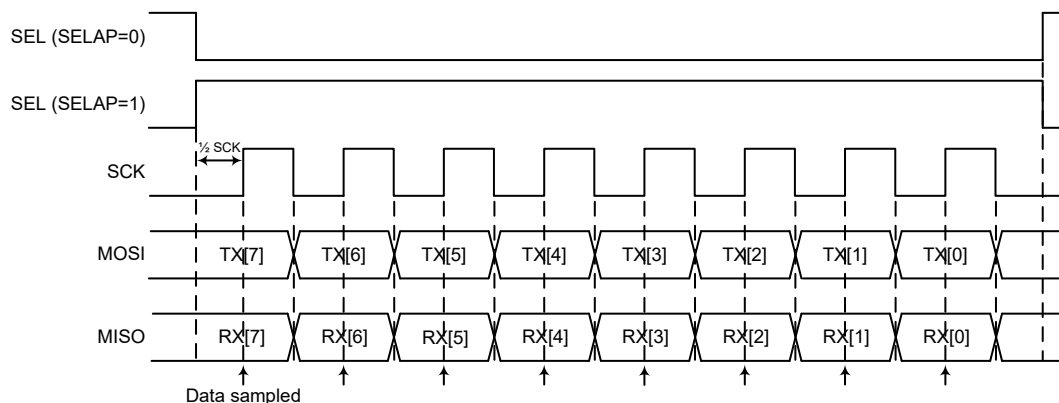 SEL (SELAP=0)
SEL (SELAP=1)
½ SCK
SCK
MOSI TX[7] TX[6] TX[5] TX[4] TX[3] TX[2] TX[1] TX[0]
MISO RX[7] RX[6] RX[5] RX[4] RX[3] RX[2] RX[1] RX[0]
Data sampled